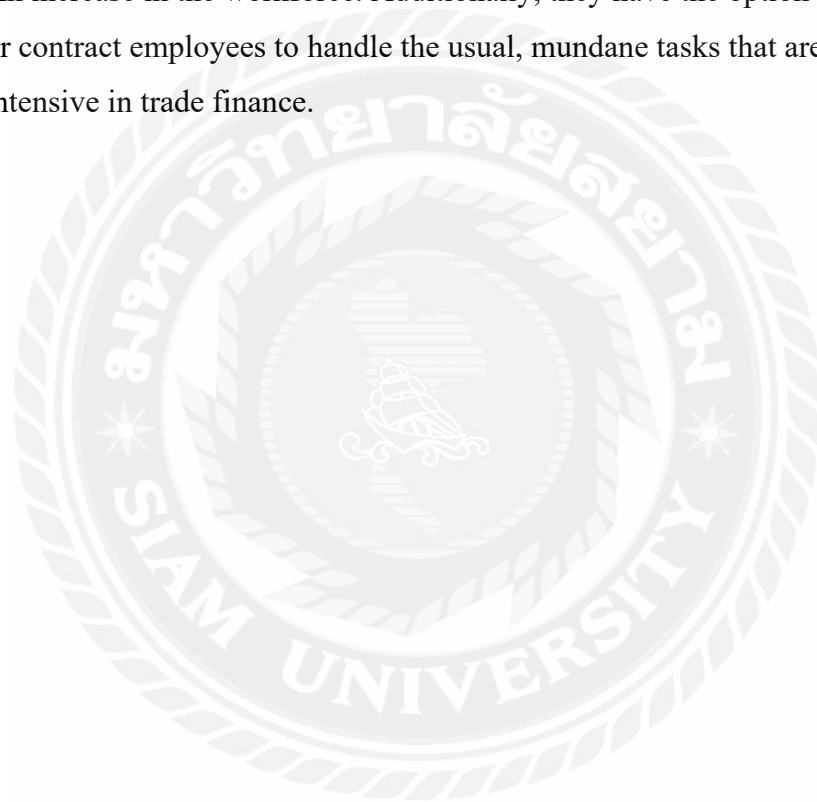 increase in the workforce. Additionally, they have the option
r contract employees to handle the usual, mundane tasks that are
ntensive in trade finance.
มหาวิทยาลัยสยาม
SIAM UNIVERSITY